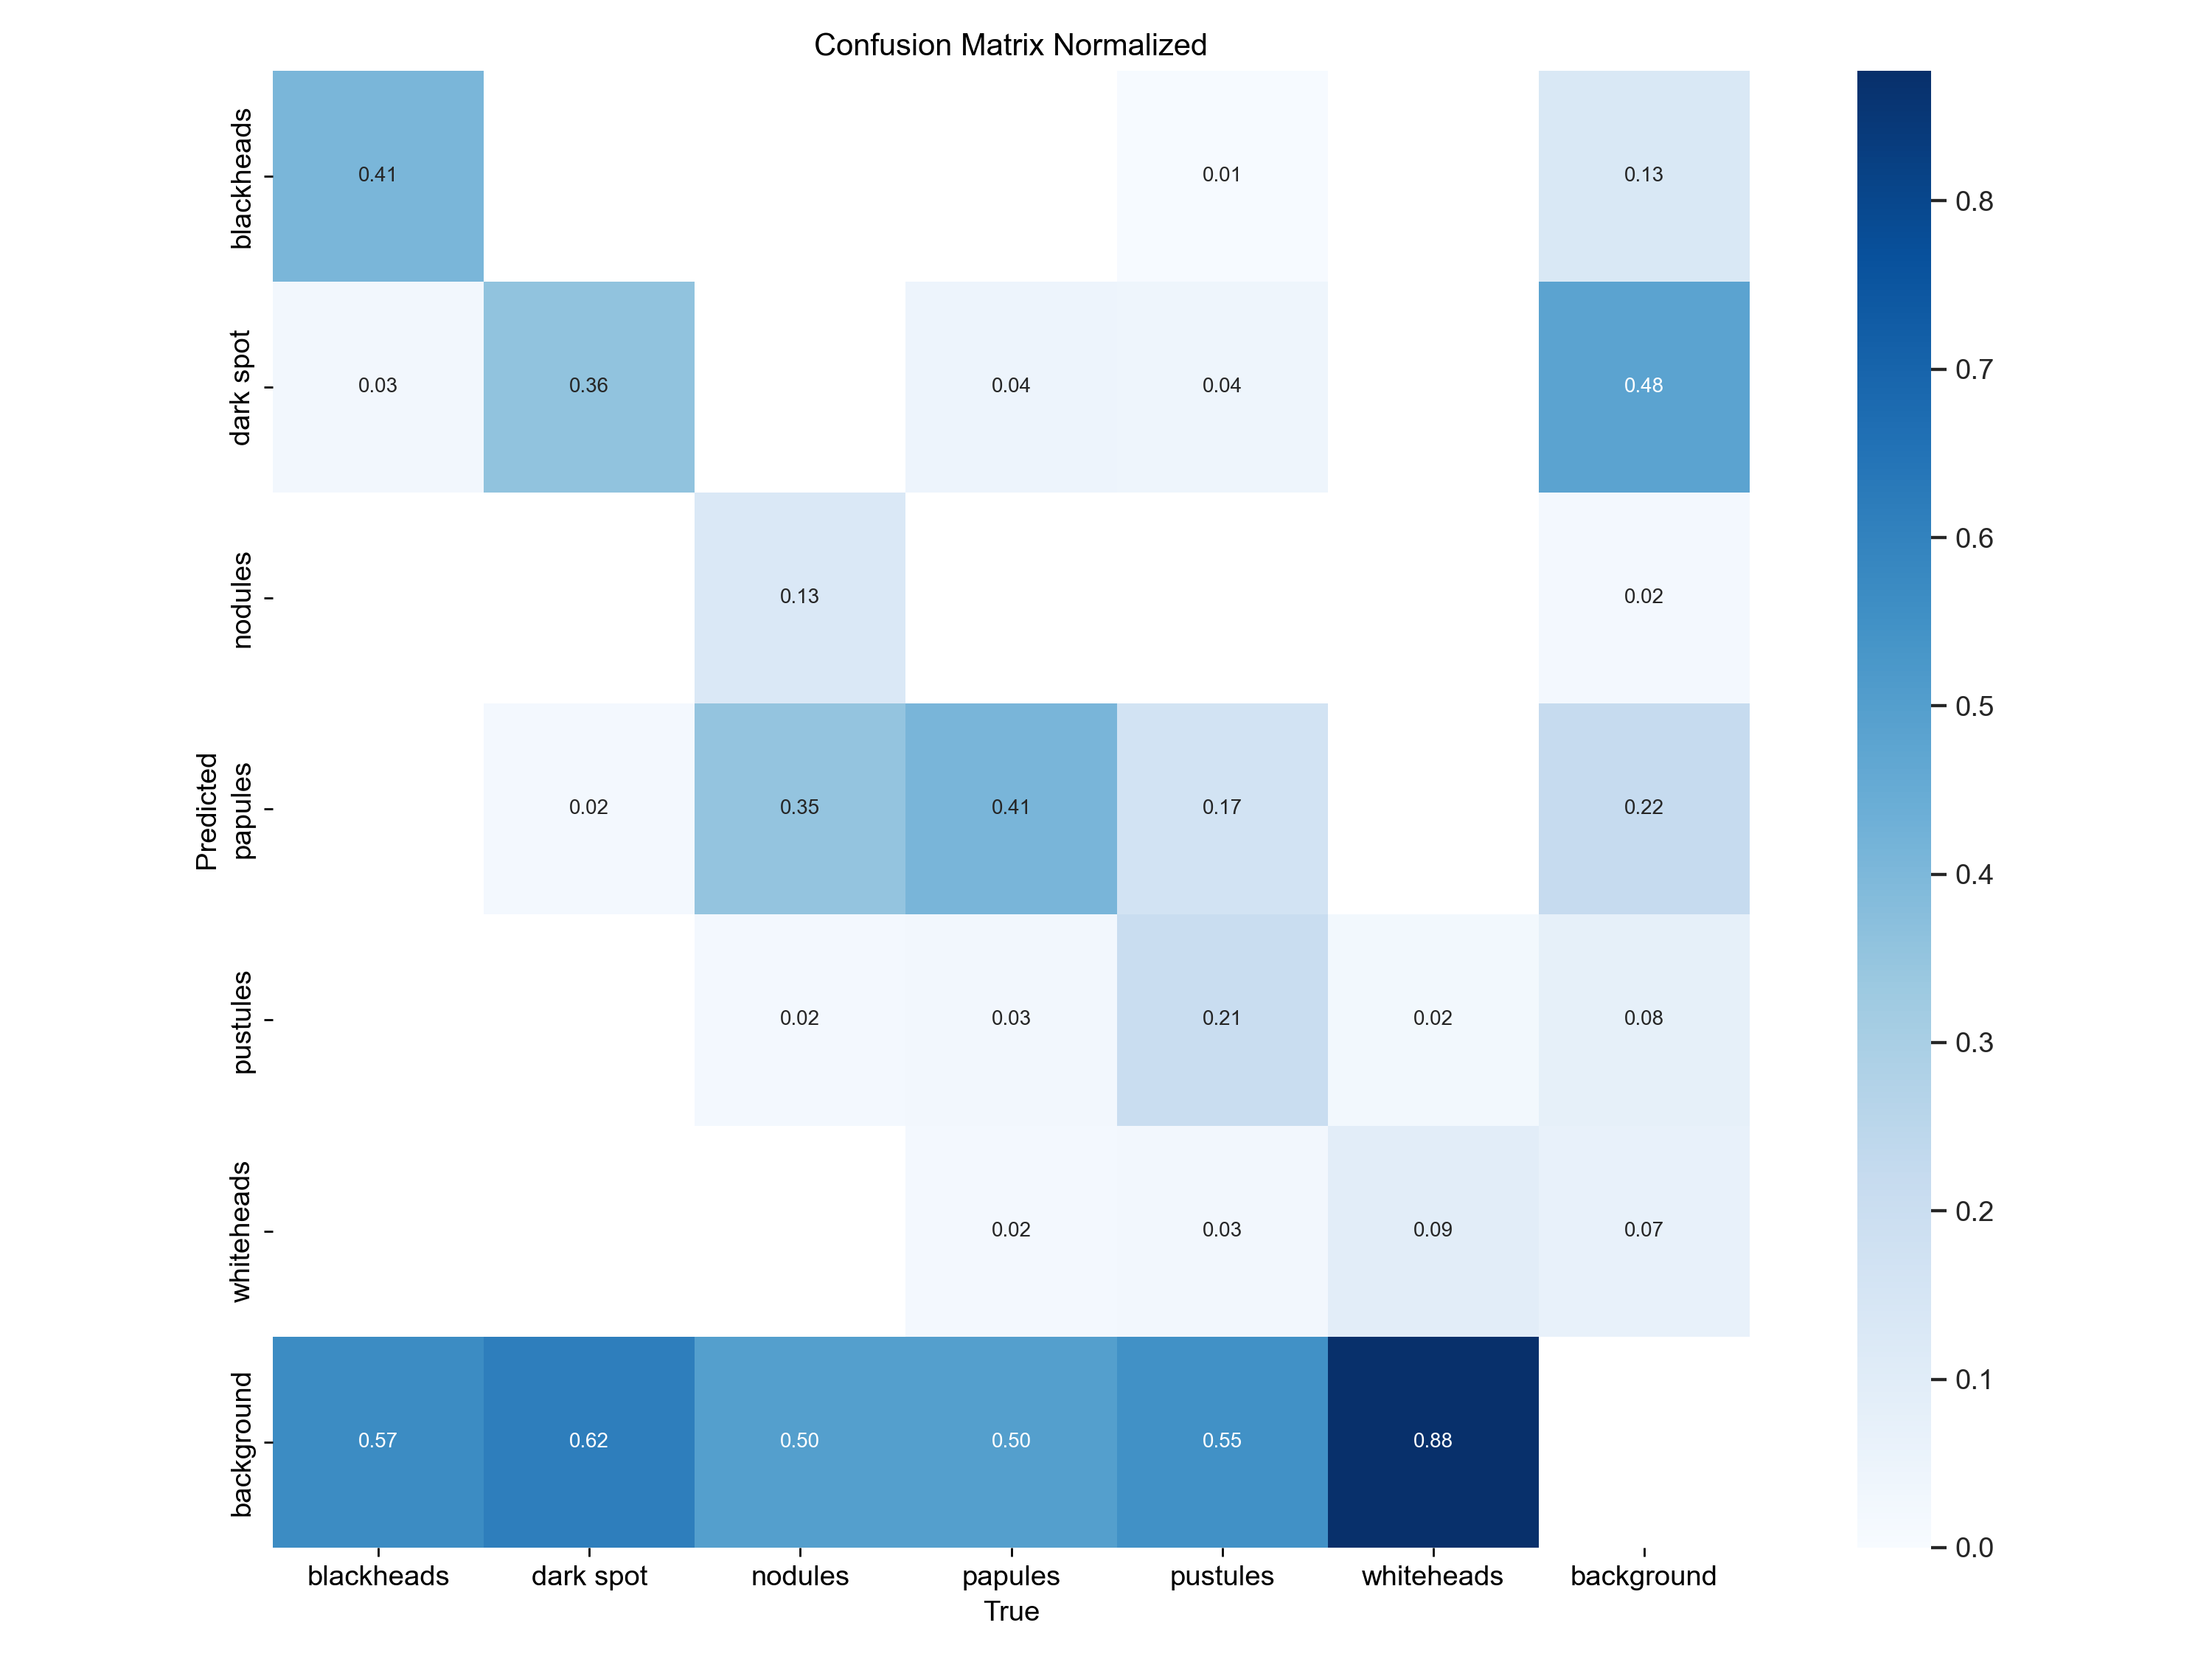 Confusion Matrix Normalized
blackheads
0.41
0.01
0.13
dark spot
0.03
0.36
0.04
0.04
0.48
nodules
0.13
0.02
Predicted
papules
0.02
0.35
0.41
0.17
0.22
pustules
0.02
0.03
0.21
0.02
0.08
whiteheads
0.02
0.03
0.09
0.07
background
0.57
0.62
0.50
0.50
0.55
0.88
blackheads
dark spot
nodules
papules
pustules
whiteheads
background
True
0.8
0.7
0.6
0.5
0.4
0.3
0.2
0.1
0.0